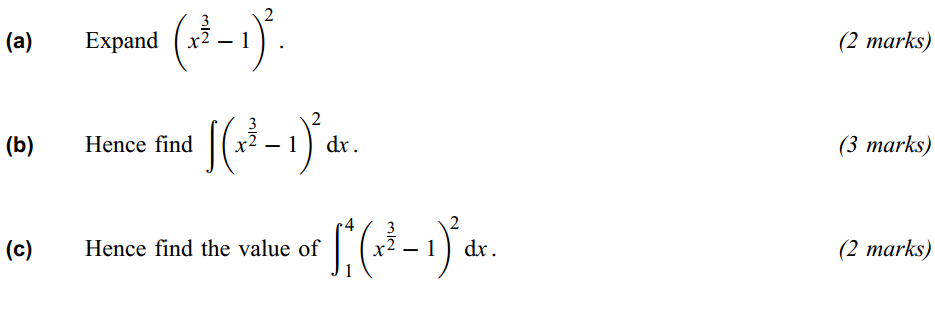 (a) Expand (x^{3/2} – 1)^2 . (2 marks)
(b) Hence find ∫(x^{3/2} – 1)^2 dx . (3 marks)
(c) Hence find the value of ∫_1^4 (x^{3/2} – 1)^2 dx . (2 marks)